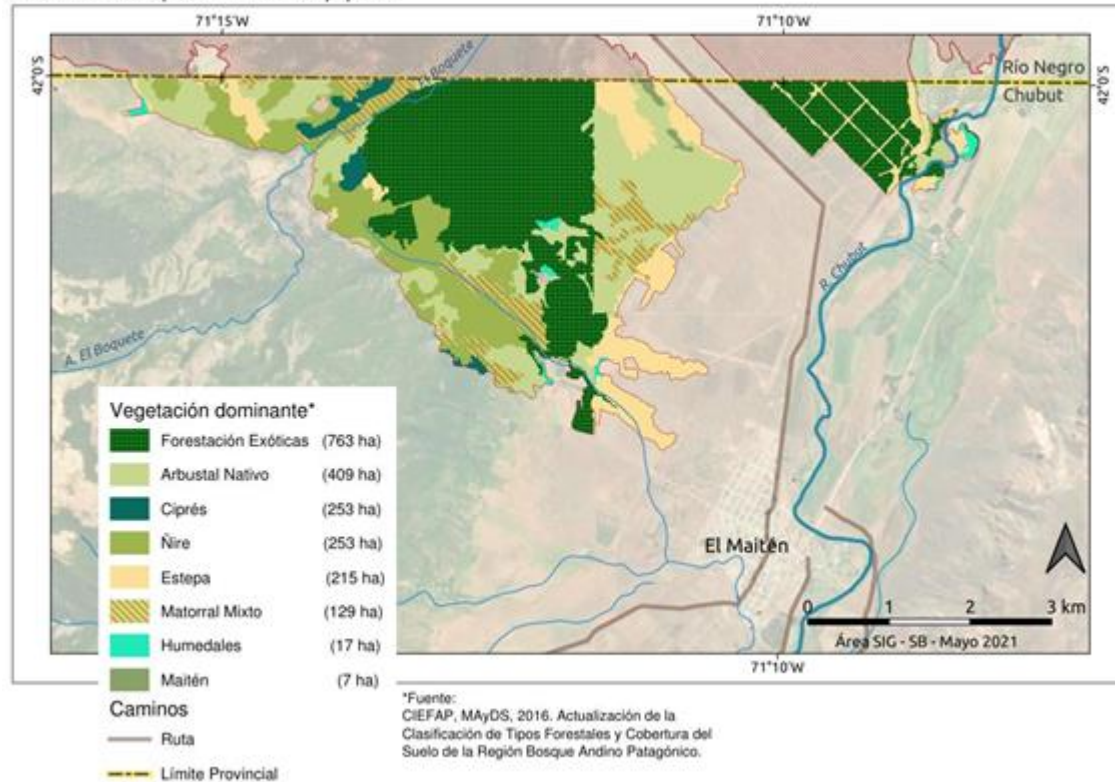 71°15'W
71°10'W
42°0'S
42°0'S
El Boquete
Río Negro
Chubut
R. Chubut
A. El Boquete
Vegetación dominante*
Forestación Exóticas (763 ha)
Arbustal Nativo (409 ha)
Ciprés (253 ha)
Ñire (253 ha)
Estepa (215 ha)
Matorral Mixto (129 ha)
Humedales (17 ha)
Maitén (7 ha)
Caminos
Ruta
Límite Provincial
El Maitén
0 1 2 3 km
Área SIG - SB - Mayo 2021
71°10'W
*Fuente:
CIEFAP, MAyDS, 2016. Actualización de la
Clasificación de Tipos Forestales y Cobertura del
Suelo de la Región Bosque Andino Patagónico.